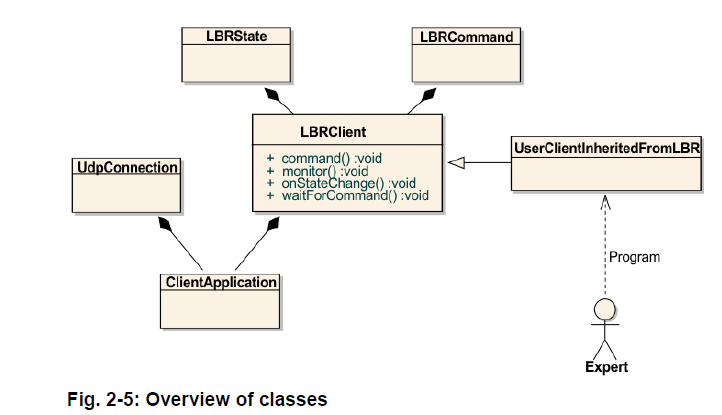 LBRState
LBRCommand
LBRClient
+ command() :void
+ monitor() :void
+ onStateChange() :void
+ waitForCommand() :void
UserClientInheritedFromLBR
UdpConnection
Program
ClientApplication
Expert
Fig. 2-5: Overview of classes